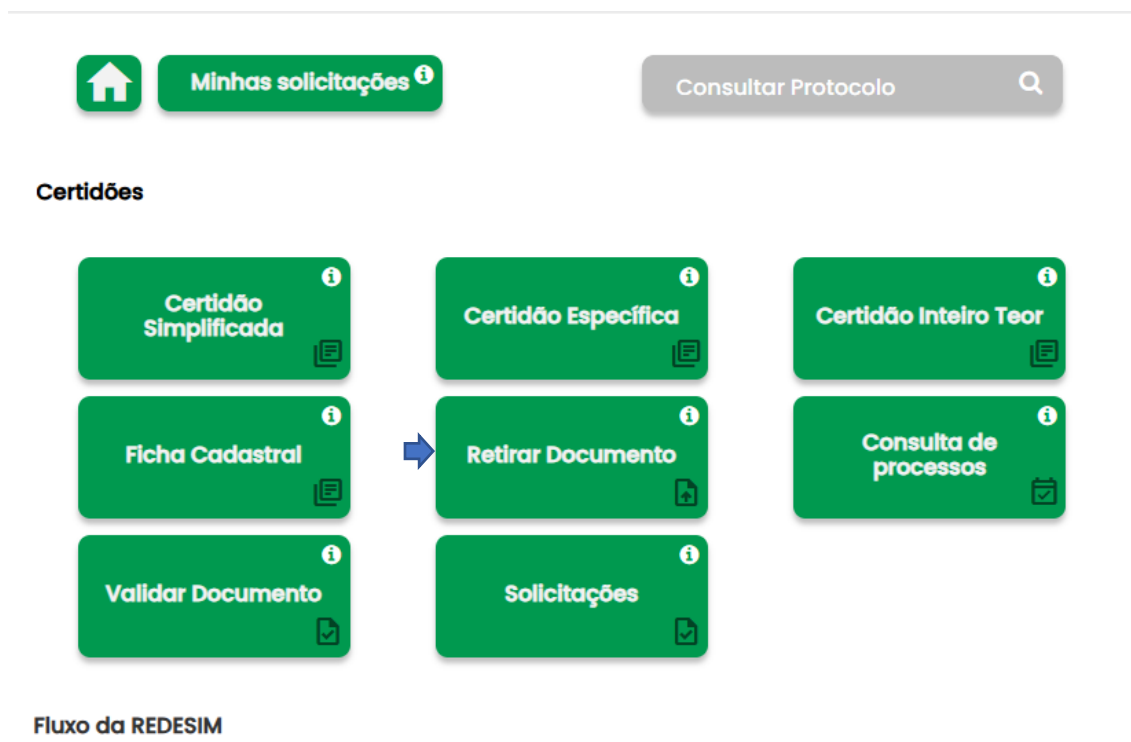 Minhas solicitações
Consultar Protocolo
Certidões
Certidão
Simplificada
Certidão Específica
Certidão Inteiro Teor
Ficha Cadastral
Retirar Documento
Consulta de
processos
Validar Documento
Solicitações
Fluxo da REDESIM